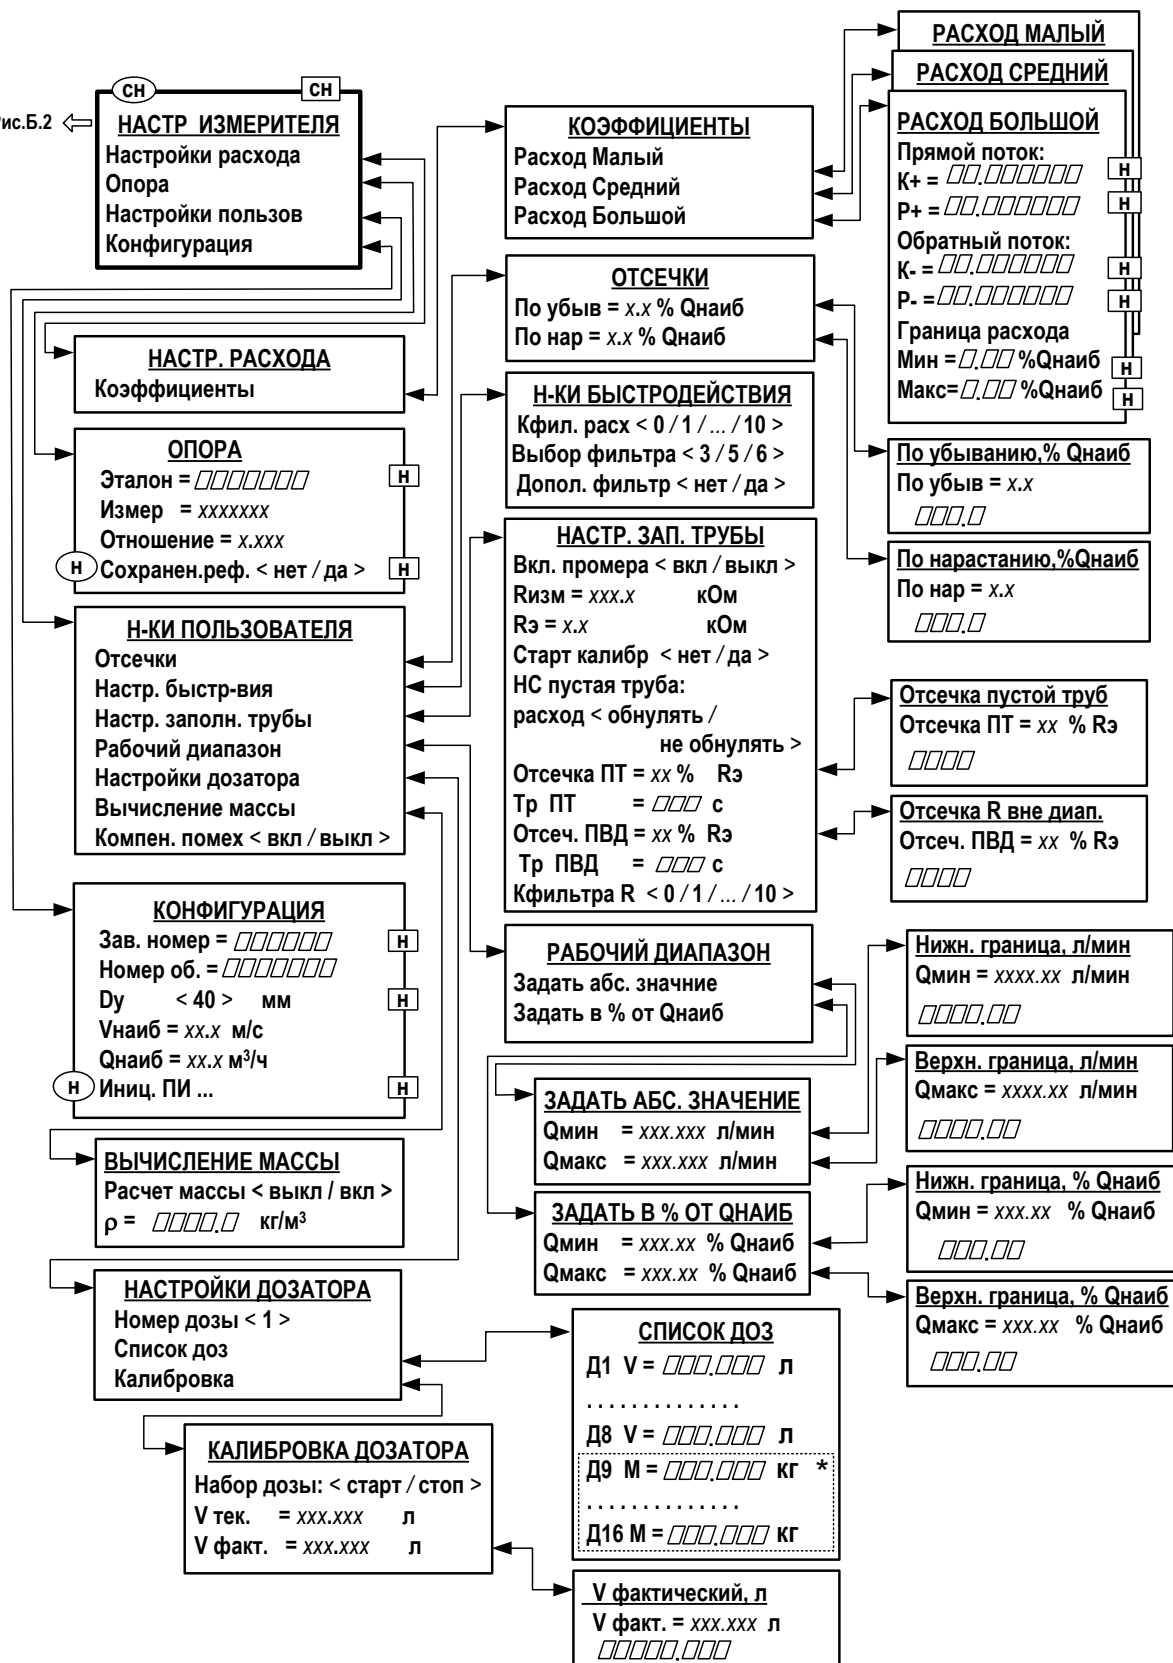 РАСХОД МАЛЫЙ
РАСХОД СРЕДНИЙ
РАСХОД БОЛЬШОЙ
Прямой поток:
К+ =
Н
Р+ =
Н
Обратный поток:
К- =
Н
Р- =
Н
Граница расхода
Мин = .%Qнаиб
Н
Макс= .%Qнаиб
Н
ис.Б.2
СН
СН
НАСТР ИЗМЕРИТЕЛЯ
Настройки расхода
Опора
Настройки пользов
Конфигурация
КОЭФФИЦИЕНТЫ
Расход Малый
Расход Средний
Расход Большой
ОТСЕЧКИ
По убыв = x.x % Qнаиб
По нар = x.x % Qнаиб
НАСТР. РАСХОДА
Коэффициенты
Н-КИ БЫСТРОДЕЙСТВИЯ
Кфил. расх < 0 / 1 / ... / 10 >
Выбор фильтра < 3 / 5 / 6 >
Допол. фильтр < нет / да >
ОПОРА
Эталон =
Н
Измер = xxxxxxx
Отношение = x.xxx
Н
Сохранен.реф. < нет / да >
Н
По убыванию,% Qнаиб
По убыв = x.x
По нарастанию,%Qнаиб
По нар = x.x
НАСТР. ЗАП. ТРУБЫ
Вкл. промера < вкл / выкл >
Rизм = xxx.x кОм
Rэ = x.x кОм
Старт калибр < нет / да >
НС пустая труба:
расход < обнулять /
не обнулять >
Отсечка ПТ = xx % Rэ
Тр ПТ = с
Отсеч. ПВД = xx % Rэ
Тр ПВД = с
Кфильтра R < 0 / 1 / ... / 10 >
Н-КИ ПОЛЬЗОВАТЕЛЯ
Отсечки
Настр. быстр-вия
Настр. заполн. трубы
Рабочий диапазон
Настройки дозатора
Вычисление массы
Компен. помех < вкл / выкл >
Отсечка пустой труб
Отсечка ПТ = xx % Rэ
Отсечка R вне диап.
Отсеч. ПВД = xx % Rэ
КОНФИГУРАЦИЯ
Зав. номер =
Н
Номер об. =
Dy < 40 > мм
Н
Vнаиб = xx.x м/с
Qнаиб = xx.x м³/ч
Н
Иниц. ПИ ...
Н
РАБОЧИЙ ДИАПАЗОН
Задать абс. значние
Задать в % от Qнаиб
Нижн. граница, л/мин
Qмин = xxxx.xx л/мин
Верхн. граница, л/мин
Qмакс = xxxx.xx л/мин
ЗАДАТЬ АБС. ЗНАЧЕНИЕ
Qмин = xxx.xxx л/мин
Qмакс = xxx.xxx л/мин
ВЫЧИСЛЕНИЕ МАССЫ
Расчет массы < выкл / вкл >
ρ = кг/м³
ЗАДАТЬ В % ОТ QНАИБ
Qмин = xxx.xx % Qнаиб
Qмакс = xxx.xx % Qнаиб
Нижн. граница, % Qнаиб
Qмин = xxx.xx % Qнаиб
Верхн. граница, % Qнаиб
Qмакс = xxx.xx % Qнаиб
НАСТРОЙКИ ДОЗАТОРА
Номер дозы < 1 >
Список доз
Калибровка
СПИСОК ДОЗ
Д1 V = л
. . . . . . . . . . . . . .
Д8 V = л
Д9 М = кг *
. . . . . . . . . . . . . .
Д16 М = кг
КАЛИБРОВКА ДОЗАТОРА
Набор дозы: < старт / стоп >
V тек. = xxx.xxx л
V факт. = xxx.xxx л
V фактический, л
V факт. = xxx.xxx л